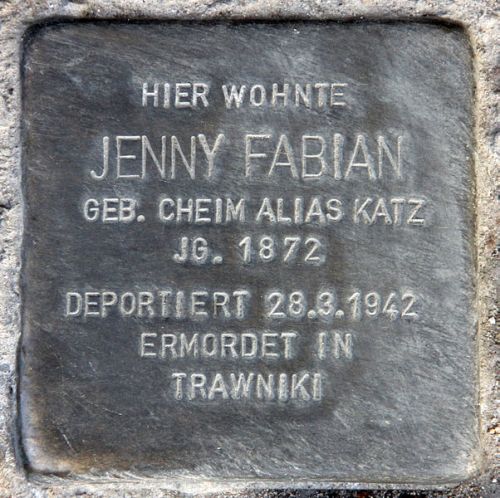 HIER WOHNTE
JENNY FABIAN
GEB. CHEIM ALIAS KATZ
JG. 1872
DEPORTIERT 28.3.1942
ERMORDET IN
TRAWNIKI